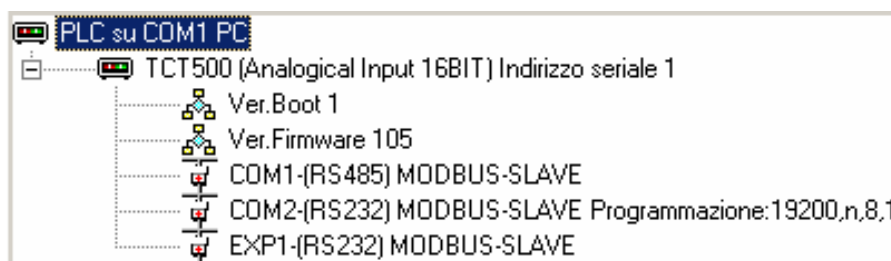 PLC su COM1 PC
TCT500 (Analogical Input 16BIT) Indirizzo seriale 1
Ver.Boot 1
Ver.Firmware 105
COM1-(RS485) MODBUS-SLAVE
COM2-(RS232) MODBUS-SLAVE Programmazione:19200,n,8,1
EXP1-(RS232) MODBUS-SLAVE